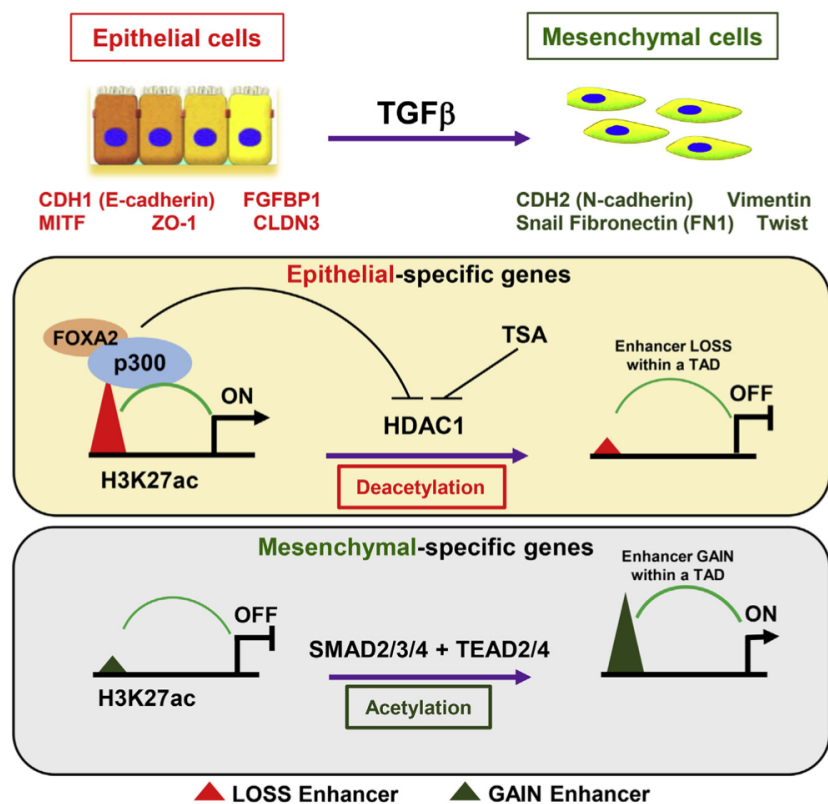 Epithelial cells
Mesenchymal cells
TGFβ
CDH1 (E-cadherin) FGFBP1
MITF ZO-1 CLDN3
CDH2 (N-cadherin) Vimentin
Snail Fibronectin (FN1) Twist
Epithelial-specific genes
FOXA2
p300
ON
H3K27ac
TSA
HDAC1
Deacetylation
Enhancer LOSS
within a TAD
OFF
Mesenchymal-specific genes
OFF
H3K27ac
SMAD2/3/4 + TEAD2/4
Acetylation
Enhancer GAIN
within a TAD
ON
LOSS Enhancer
GAIN Enhancer